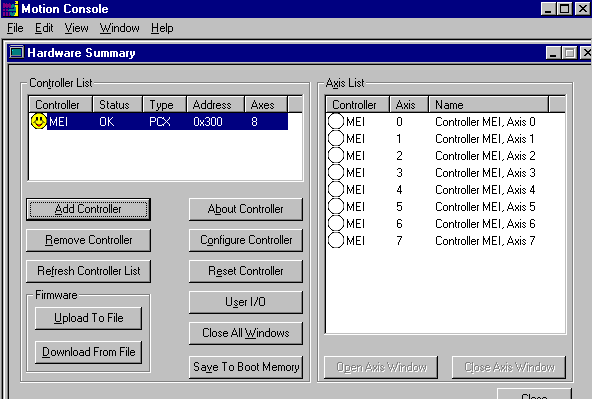 Motion Console
File Edit View Window Help
Hardware Summary
Controller List
Controller Status Type Address Axes
MEI OK PCX 0x300 8
Add Controller About Controller
Remove Controller Configure Controller
Refresh Controller List Reset Controller
Firmware
Upload To File
Download From File
User I/O
Close All Windows
Save To Boot Memory
Axis List
Controller Axis Name
MEI 0 Controller MEI, Axis 0
MEI 1 Controller MEI, Axis 1
MEI 2 Controller MEI, Axis 2
MEI 3 Controller MEI, Axis 3
MEI 4 Controller MEI, Axis 4
MEI 5 Controller MEI, Axis 5
MEI 6 Controller MEI, Axis 6
MEI 7 Controller MEI, Axis 7
Open Axis Window Close Axis Window
Close